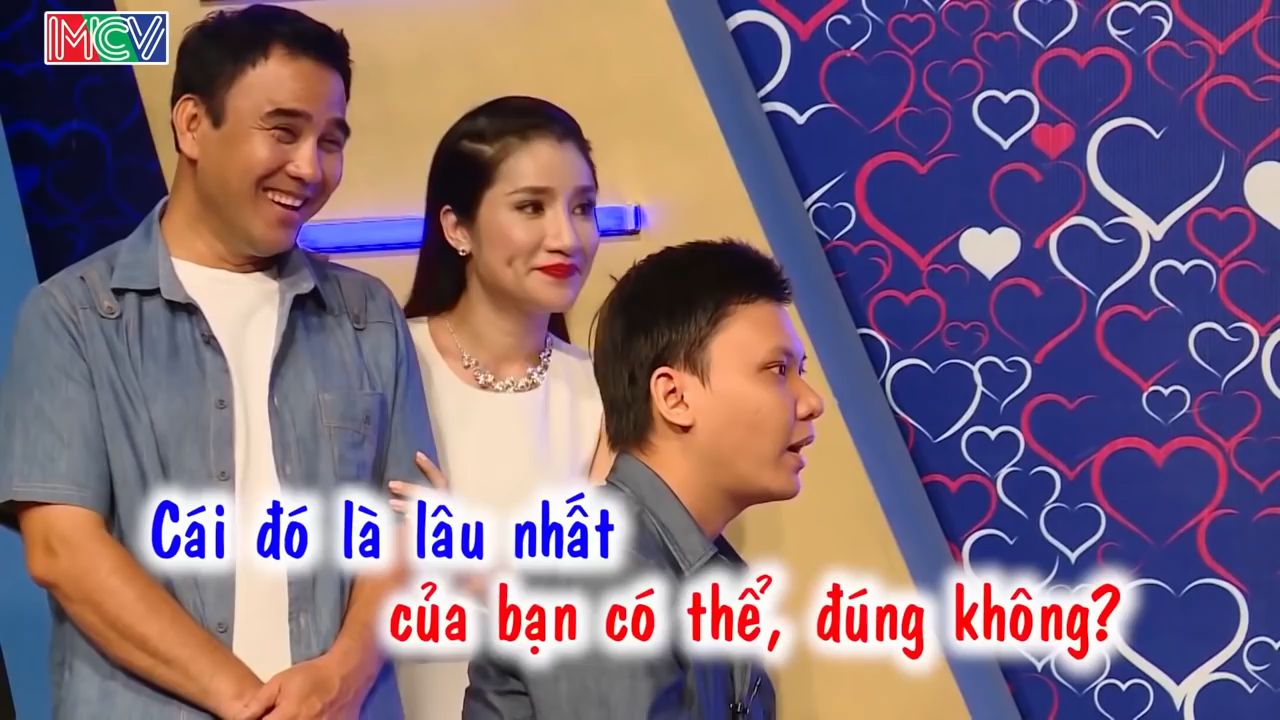 MCV
Cái đó là lâu nhất
của bạn có thể, đúng không?